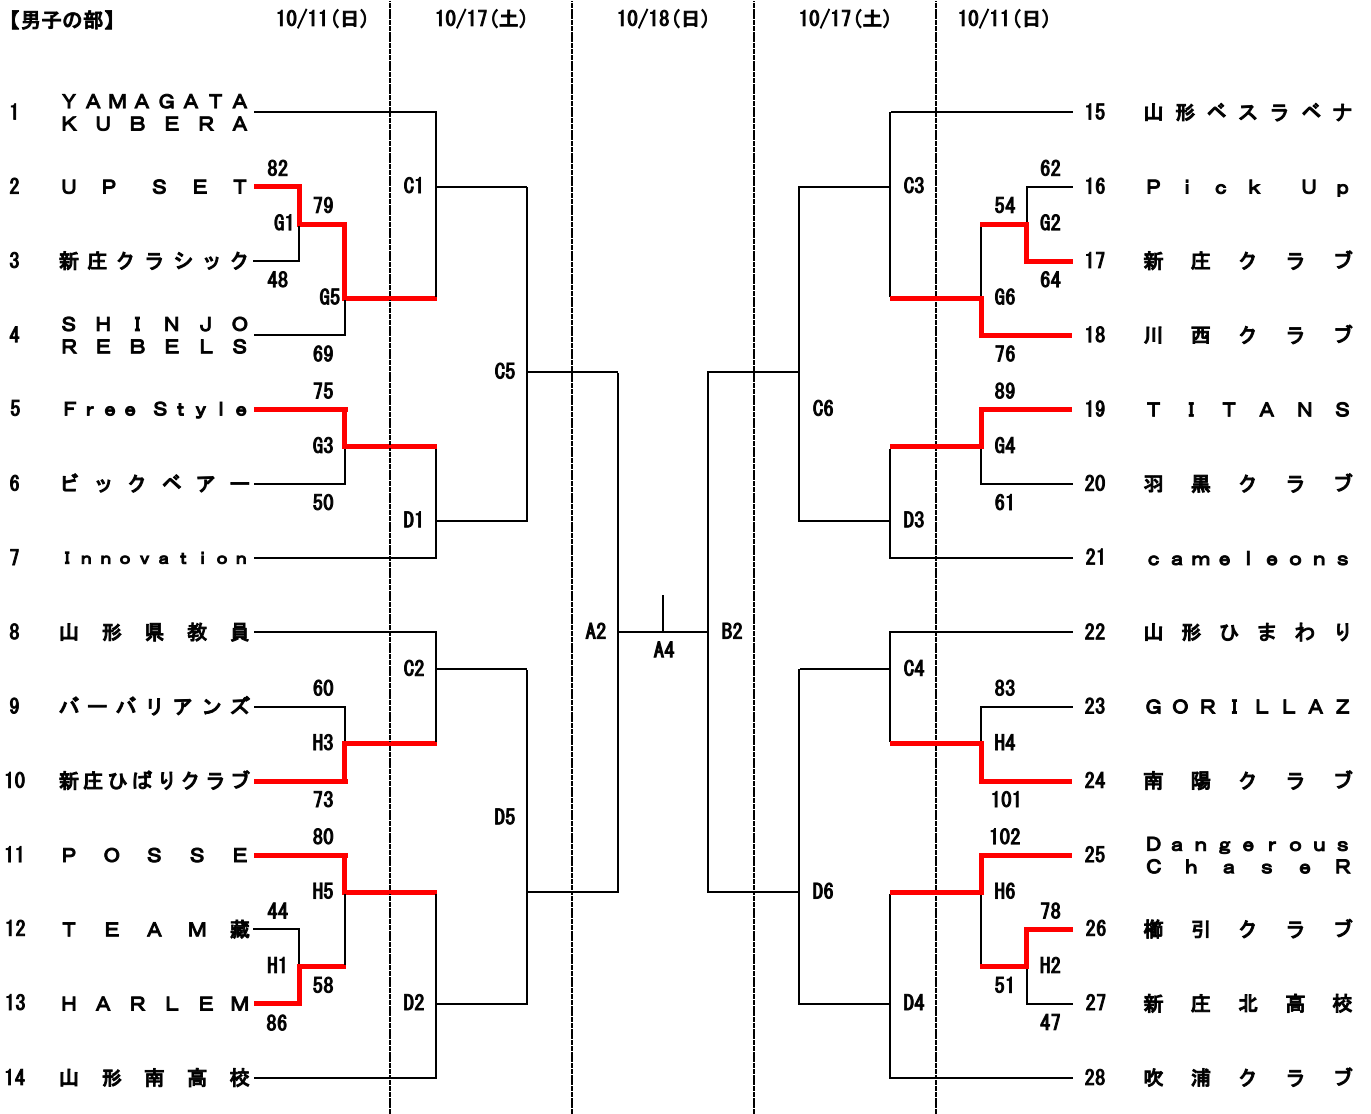 【男子の部】 10/11(日) 10/17(土) 10/18(日) 10/17(土) 10/11(日)
1 YAMAGATA
KUBERA
15 山形ベスラベナ
C1
C3
82
62
2 UP SET
16 Pick Up
79
54
G1
G2
3 新庄クラシック
17 新庄クラブ
48
64
G5
G6
4 SHINJO
REBELS
18 川西クラブ
69
76
C5
75
89
5 Free Style
19 TITANS
C6
G3
G4
6 ビックベアー
20 羽黒クラブ
50
61
D1
D3
7 Innovation
21 cameleons
8 山形県教員
22 山形ひまわり
A2
B2
A4
C2
C4
60
83
9 バーバリアンズ
23 GORILLAZ
H3
H4
10 新庄ひばりクラブ
24 南陽クラブ
73
101
D5
80
102
11 POSSE
25 Dangerous
ChaseR
H5
D6
H6
44
78
12 TEAM藏
26 櫛引クラブ
H1
H2
58
51
13 HARLEM
27 新庄北高校
D2
D4
86
47
14 山形南高校
28 吹浦クラブ